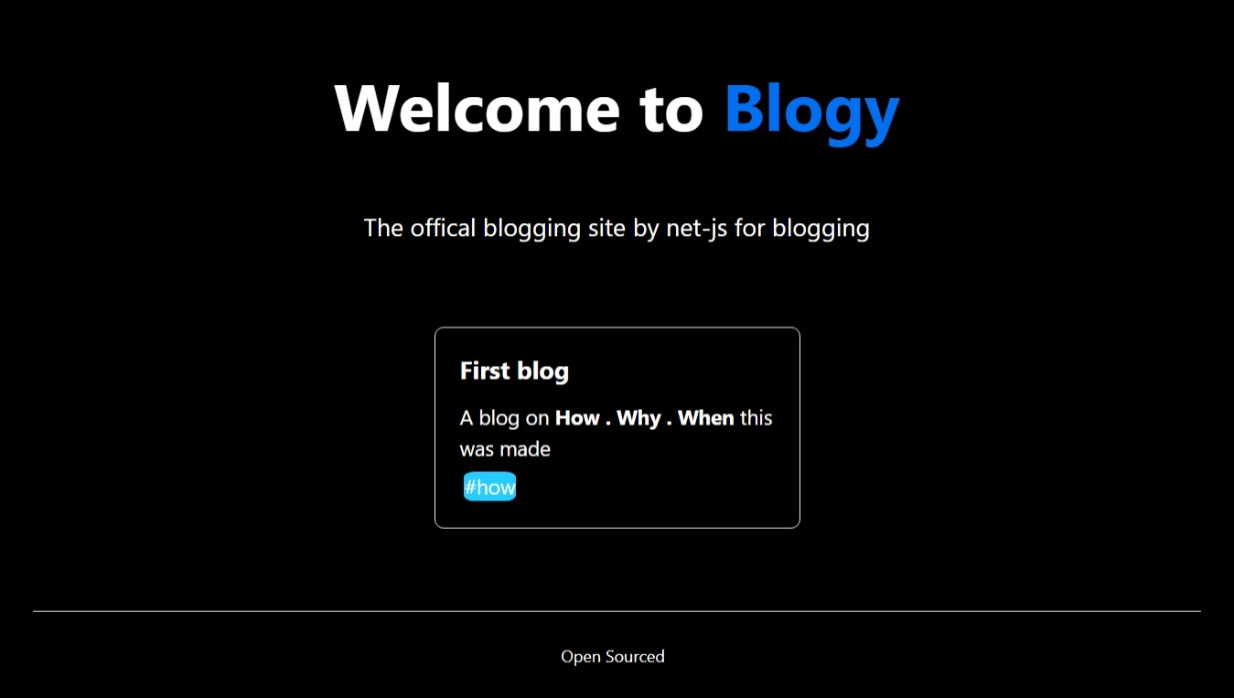 Welcome to Blogy
The offical blogging site by net-js for blogging
First blog
A blog on How . Why . When this
was made
#how
Open Sourced